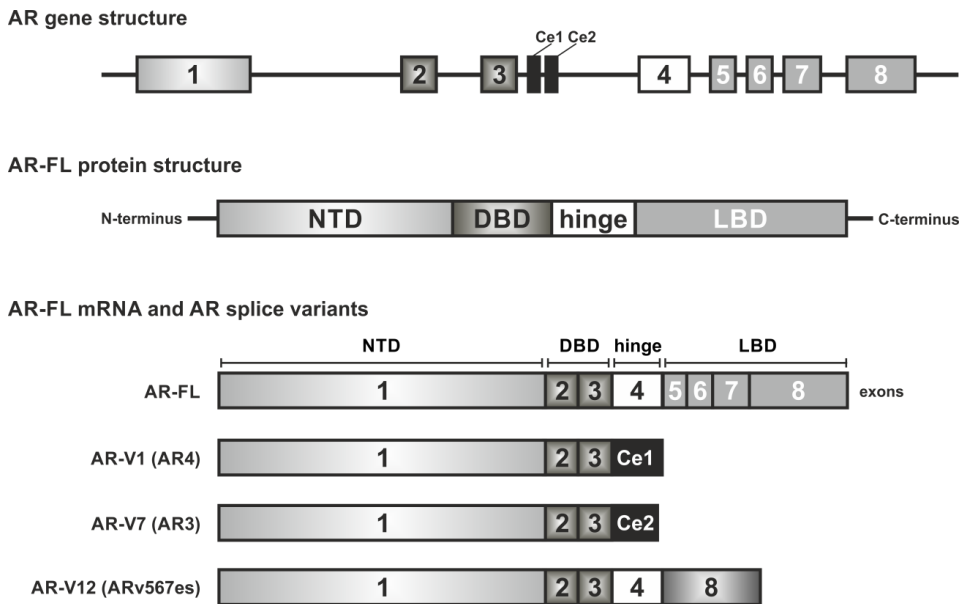 AR gene structure
Ce1 Ce2
1 2 3 4 5 6 7 8
AR-FL protein structure
N-terminus NTD DBD hinge LBD C-terminus
AR-FL mRNA and AR splice variants
NTD DBD hinge LBD
AR-FL 1 2 3 4 5 6 7 8 exons
AR-V1 (AR4) 1 2 3 Ce1
AR-V7 (AR3) 1 2 3 Ce2
AR-V12 (ARv567es) 1 2 3 4 8